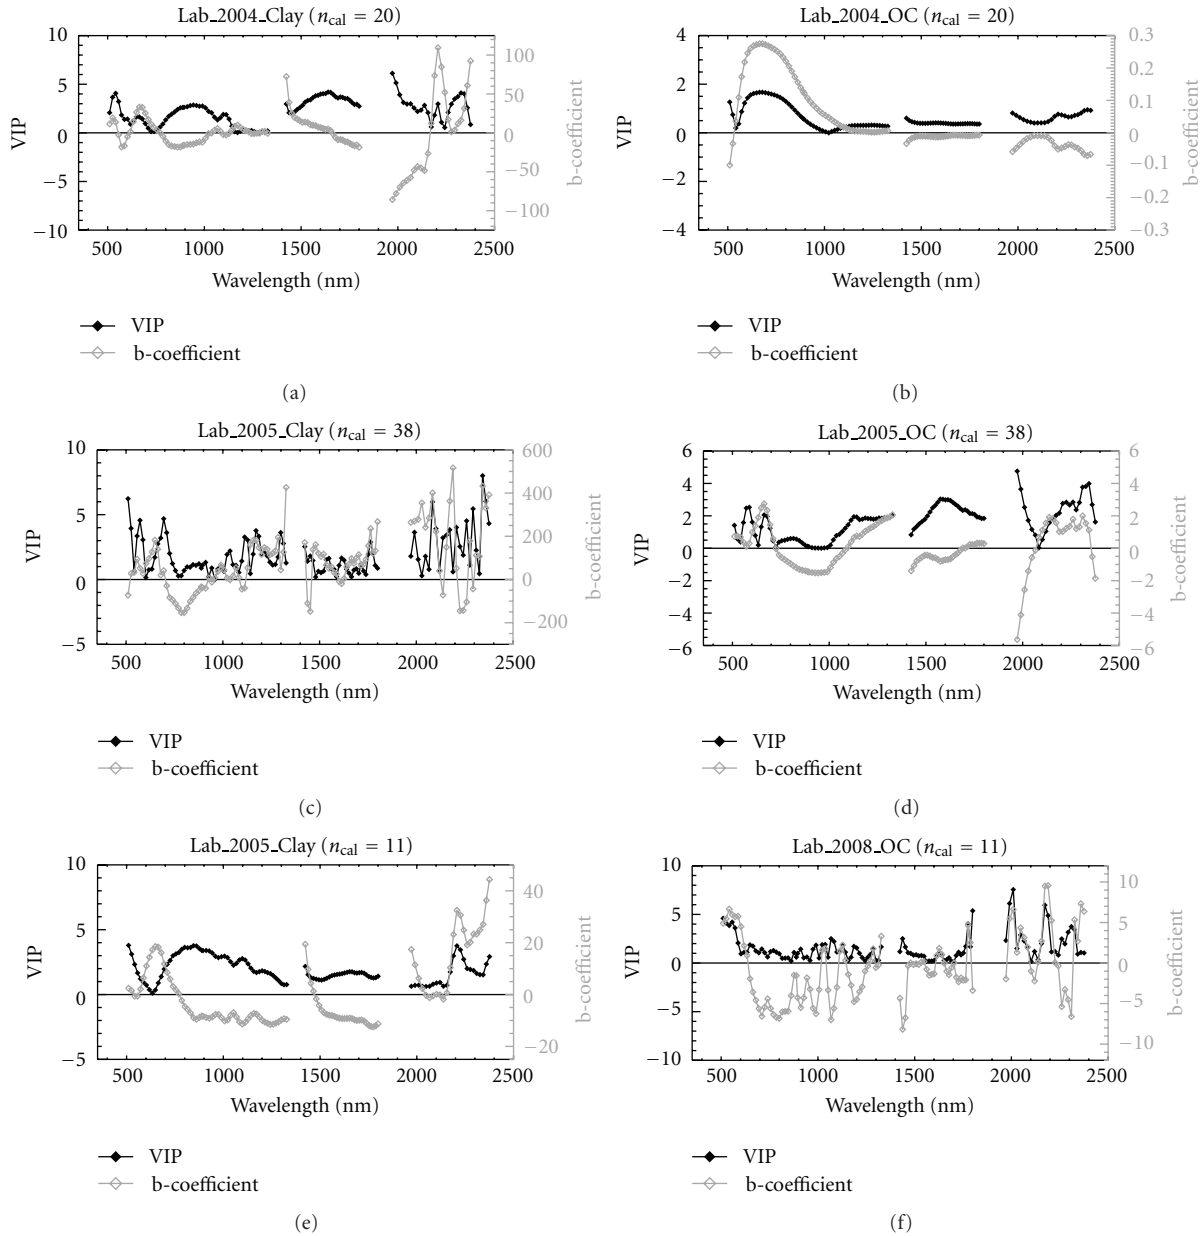 Lab_2004_Clay (ncal = 20)
10
5
0
−5
−10
VIP
100
50
0
−50
−100
b-coefficient
500 1000 1500 2000 2500
Wavelength (nm)
VIP
b-coefficient
(a)
Lab_2004_OC (ncal = 20)
4
2
0
−2
−4
VIP
0.3
0.2
0.1
0
−0.1
−0.2
−0.3
b-coefficient
500 1000 1500 2000 2500
Wavelength (nm)
VIP
b-coefficient
(b)
Lab_2005_Clay (ncal = 38)
10
5
0
−5
VIP
600
400
200
0
−200
b-coefficient
500 1000 1500 2000 2500
Wavelength (nm)
VIP
b-coefficient
(c)
Lab_2005_OC (ncal = 38)
6
4
2
0
−2
−4
−6
VIP
6
4
2
0
−2
−4
−6
b-coefficient
500 1000 1500 2000 2500
Wavelength (nm)
VIP
b-coefficient
(d)
Lab_2005_Clay (ncal = 11)
10
5
0
−5
VIP
40
20
0
−20
b-coefficient
500 1000 1500 2000 2500
Wavelength (nm)
VIP
b-coefficient
(e)
Lab_2008_OC (ncal = 11)
10
5
0
−5
−10
VIP
10
5
0
−5
−10
b-coefficient
500 1000 1500 2000 2500
Wavelength (nm)
VIP
b-coefficient
(f)